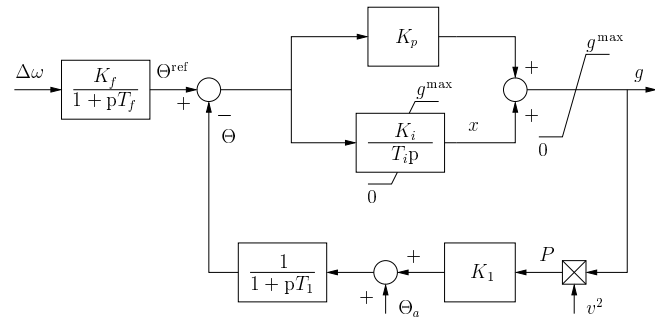 Δω
K_f
1 + pT_f
Θ^ref
+
−
Θ
K_p
g^max
K_i
T_i p
0
x
+
+
g^max
0
g
1
1 + pT_1
+
+
Θ_a
K_1
P
v^2